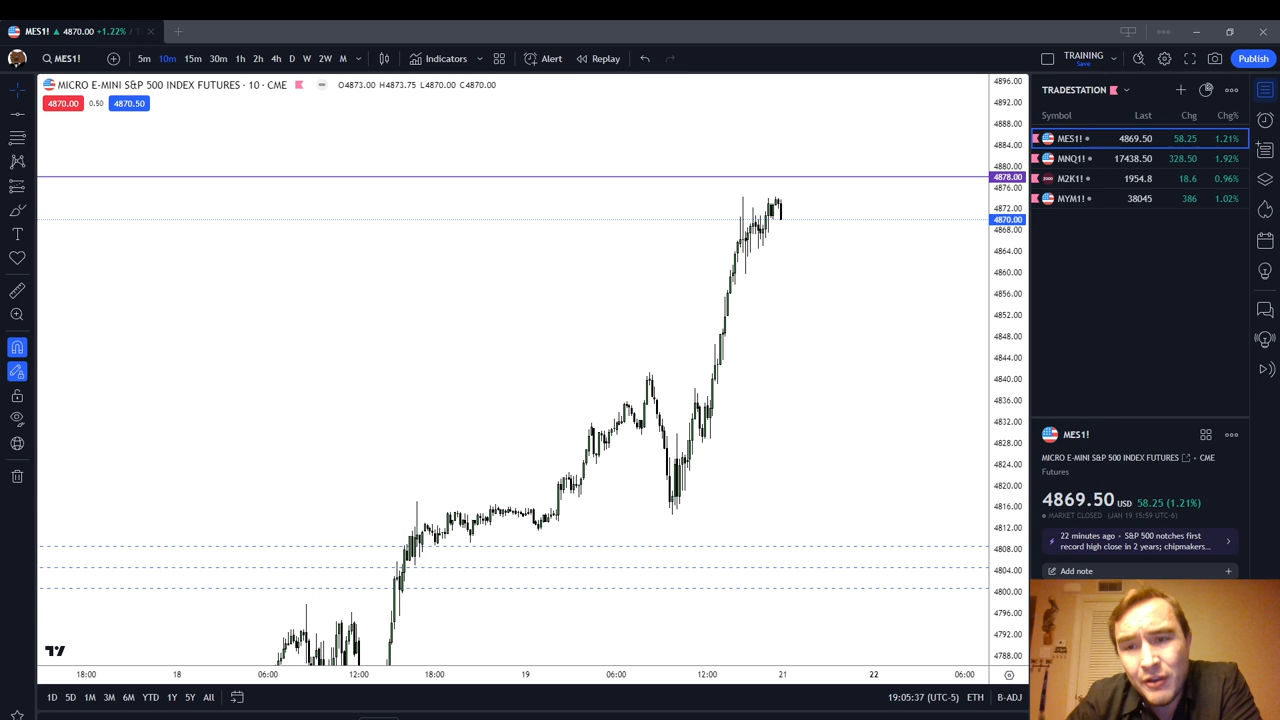 MES1! ▲ 4870.00 +1.22% / T
MES1!
5m 10m 15m 30m 1h 2h 4h D W 2W M
Indicators
Alert
Replay
TRAINING
Save
Publish
MICRO E-MINI S&P 500 INDEX FUTURES · 10 · CME
O4873.00 H4873.75 L4870.00 C4870.00
4870.00 0.50 4870.50
4896.00
4892.00
4888.00
4884.00
4880.00
4878.00
4876.00
4872.00
4870.00
4868.00
4864.00
4860.00
4856.00
4852.00
4848.00
4844.00
4840.00
4836.00
4832.00
4828.00
4824.00
4820.00
4816.00
4812.00
4808.00
4804.00
4800.00
4796.00
4792.00
4788.00
18:00 18 06:00 12:00 18:00 19 06:00 12:00 21 22 06:00
1D 5D 1M 3M 6M YTD 1Y 5Y All
19:05:37 (UTC-5) ETH B-ADJ
TRADESTATION
Symbol Last Chg Chg%
MES1! 4869.50 58.25 1.21%
MNQ1! 17438.50 328.50 1.92%
M2K1! 1954.8 18.6 0.96%
MYM1! 38045 386 1.02%
MES1!
MICRO E-MINI S&P 500 INDEX FUTURES · CME
Futures
4869.50 USD 58.25 (1.21%)
MARKET CLOSED (JAN 19 15:59 UTC-6)
22 minutes ago · S&P 500 notches first
record high close in 2 years; chipmakers...
Add note